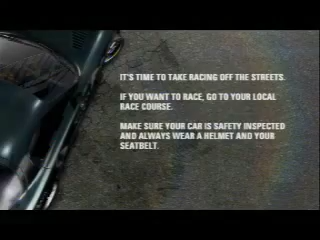 IT'S TIME TO TAKE RACING OFF THE STREETS.
IF YOU WANT TO RACE, GO TO YOUR LOCAL
RACE COURSE.
MAKE SURE YOUR CAR IS SAFETY INSPECTED
AND ALWAYS WEAR A HELMET AND YOUR
SEATBELT.